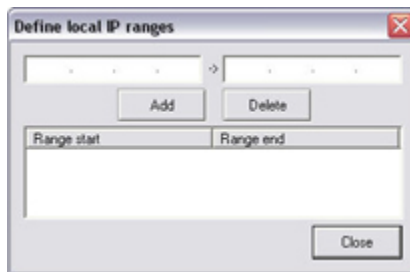 Define local IP ranges
. . . -> . . .
Add Delete
Range start Range end
Close